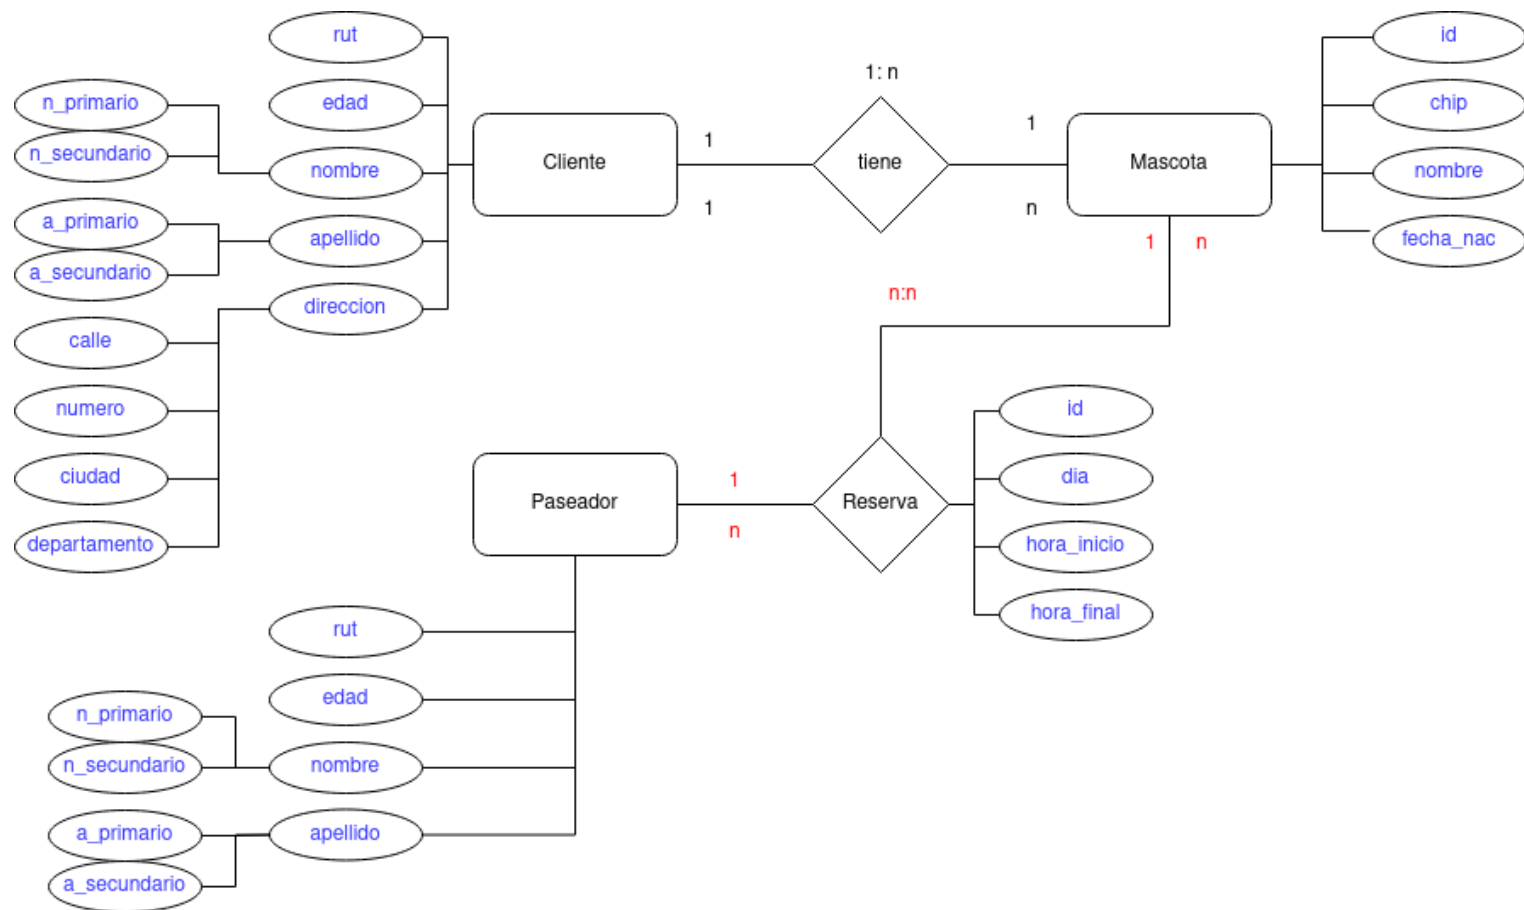 rut
edad
nombre
apellido
direccion
n_primario
n_secundario
a_primario
a_secundario
calle
numero
ciudad
departamento
Cliente
1
1
1: n
tiene
1
n
Mascota
id
chip
nombre
fecha_nac
1 n
n:n
Paseador
1
n
Reserva
id
dia
hora_inicio
hora_final
rut
edad
nombre
apellido
n_primario
n_secundario
a_primario
a_secundario